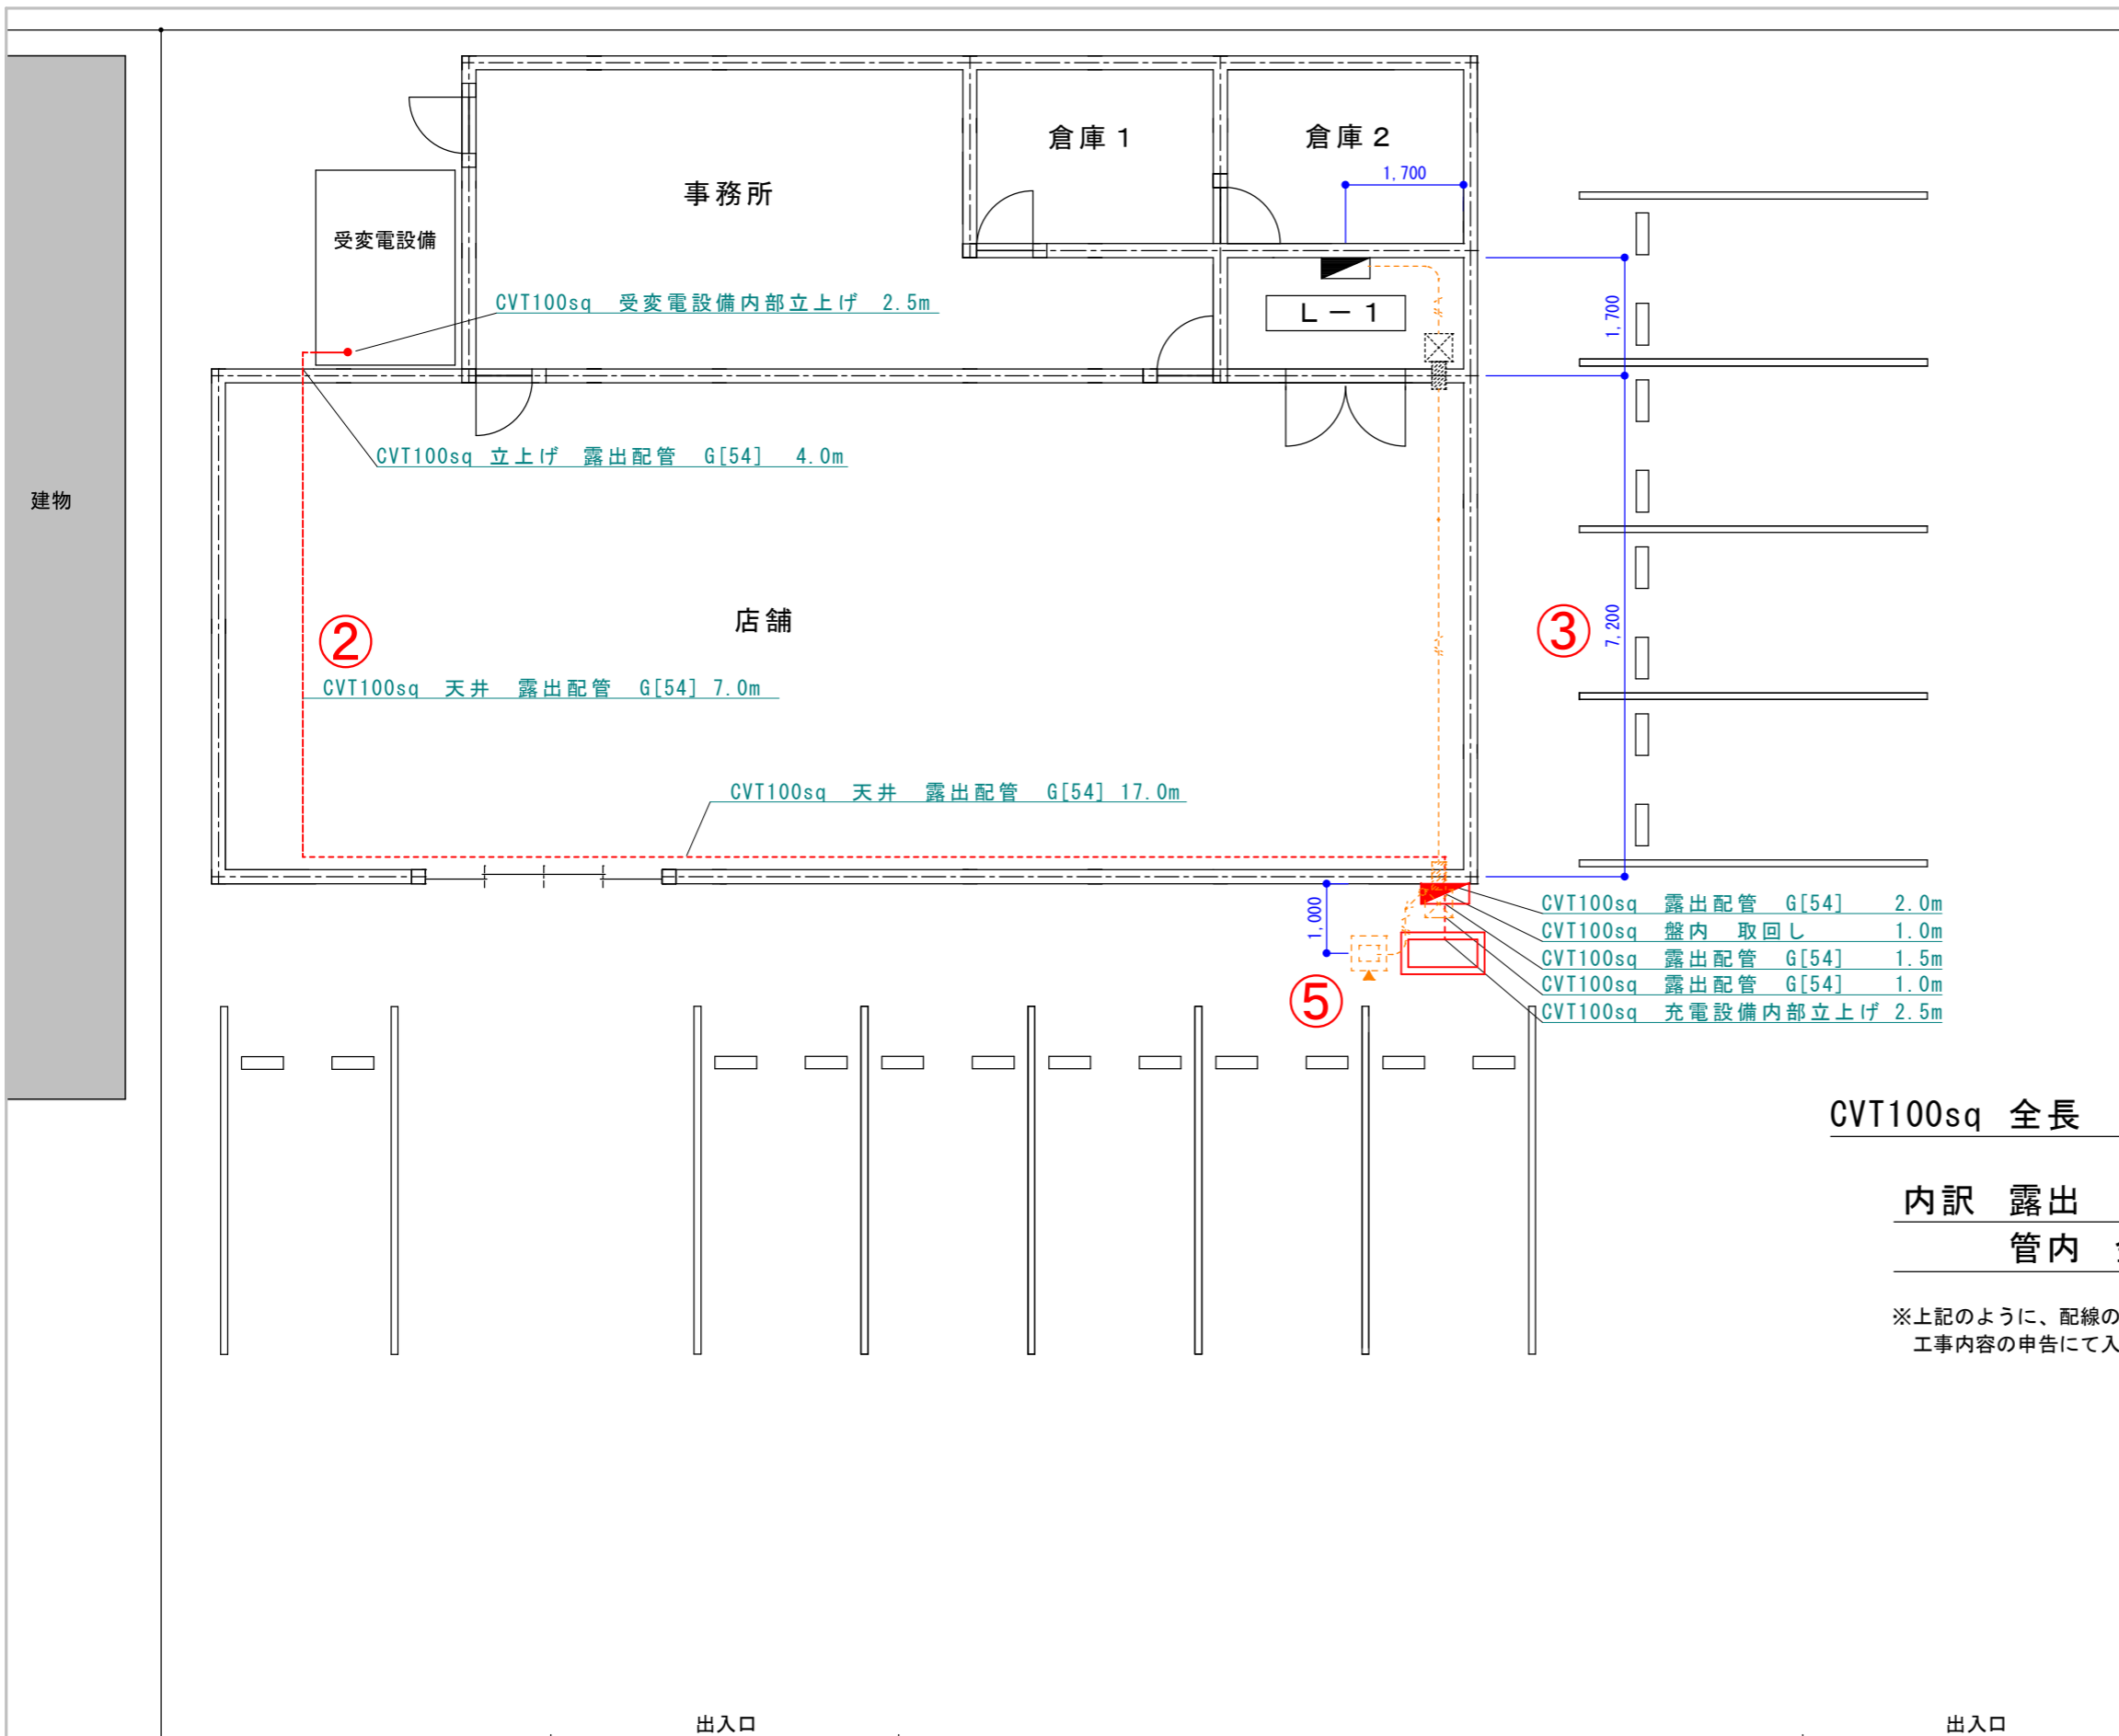 倉庫１
倉庫２
1,700
事務所
受変電設備
CVT100sq 受変電設備内部立上げ 2.5m
Ｌ－１
1,700
CVT100sq 立上げ 露出配管 G[54] 4.0m
建物
店舗
②
③
7,200
CVT100sq 天井 露出配管 G[54] 7.0m
CVT100sq 天井 露出配管 G[54] 17.0m
1,000
CVT100sq 露出配管 G[54] 2.0m
CVT100sq 盤内 取回し 1.0m
CVT100sq 露出配管 G[54] 1.5m
CVT100sq 露出配管 G[54] 1.0m
CVT100sq 充電設備内部立上げ 2.5m
⑤
CVT100sq 全長
内訳 露出
管内
※上記のように、配線の
工事内容の申告にて入
出入口
出入口